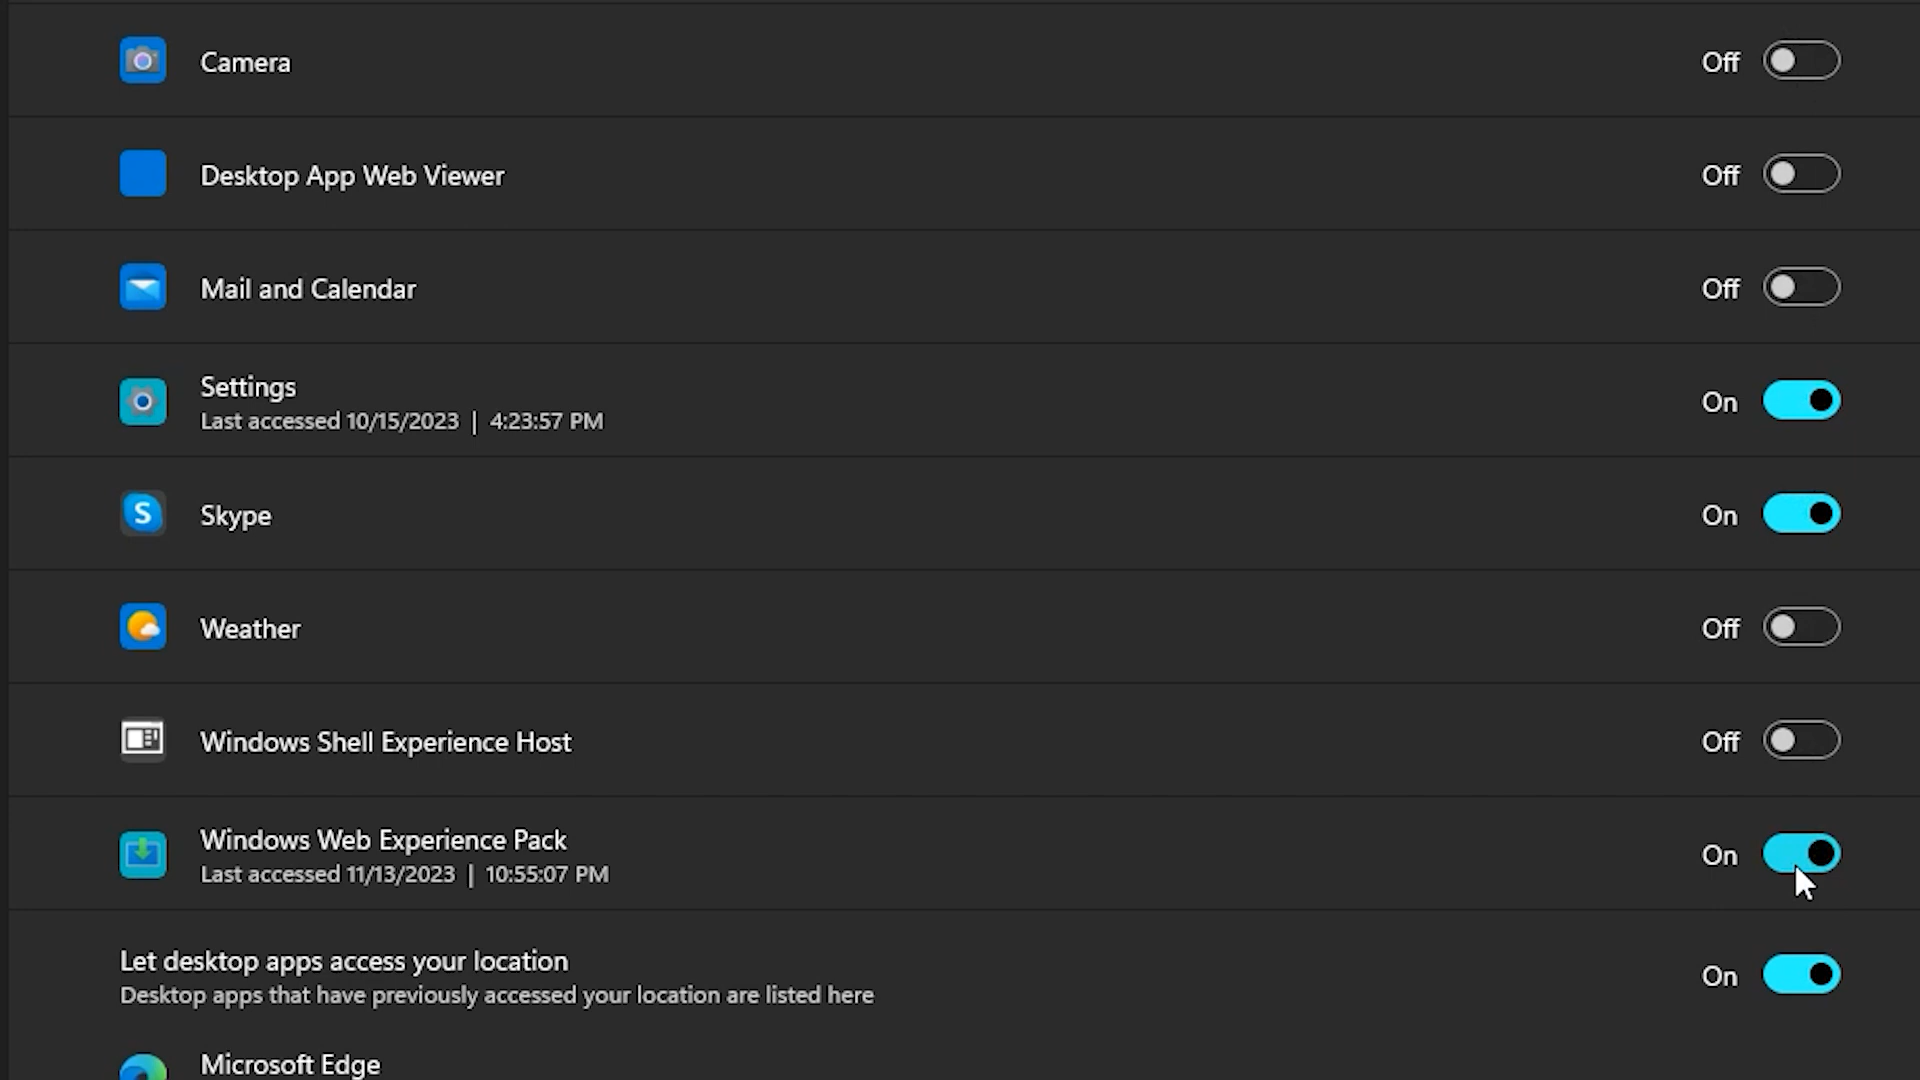 Camera
Off
Desktop App Web Viewer
Off
Mail and Calendar
Off
Settings
Last accessed 10/15/2023 | 4:23:57 PM
On
S
Skype
On
Weather
Off
Windows Shell Experience Host
Off
Windows Web Experience Pack
Last accessed 11/13/2023 | 10:55:07 PM
On
Let desktop apps access your location
Desktop apps that have previously accessed your location are listed here
On
Microsoft Edge